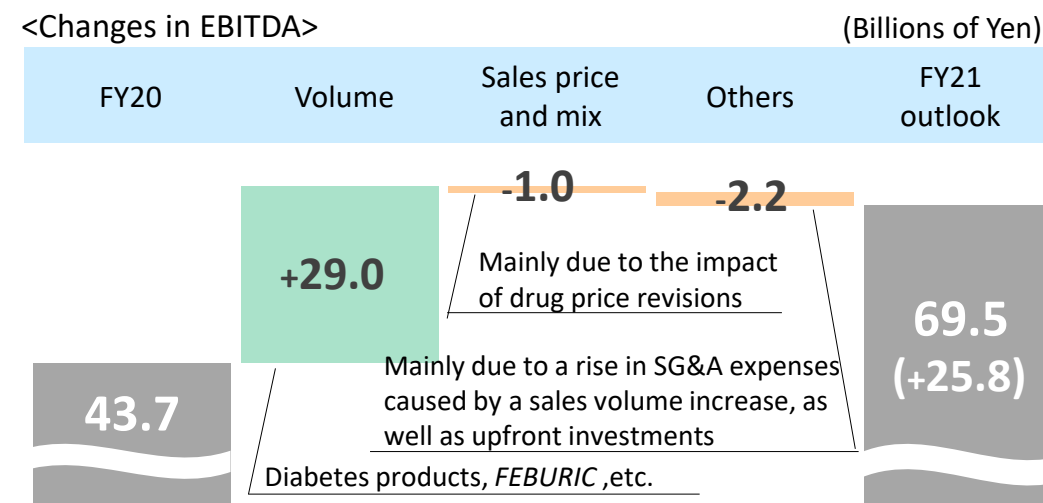 <Changes in EBITDA>
(Billions of Yen)
FY20
Volume
Sales price
and mix
Others
FY21
outlook
43.7
+29.0
-1.0
-2.2
69.5
(+25.8)
Mainly due to the impact
of drug price revisions
Mainly due to a rise in SG&A expenses
caused by a sales volume increase, as
well as upfront investments
Diabetes products, FEBURIC ,etc.